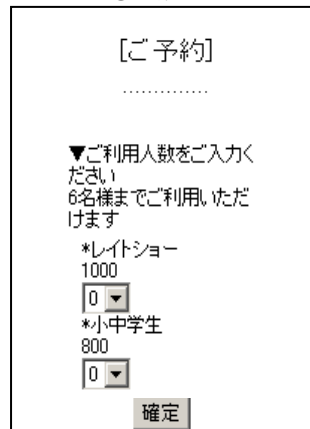 [ご予約]
..............
▼ご利用人数をご入力く
ださい
6名様までご利用いただ
けます
*レイトショー
1000
0
*小中学生
800
0
確定